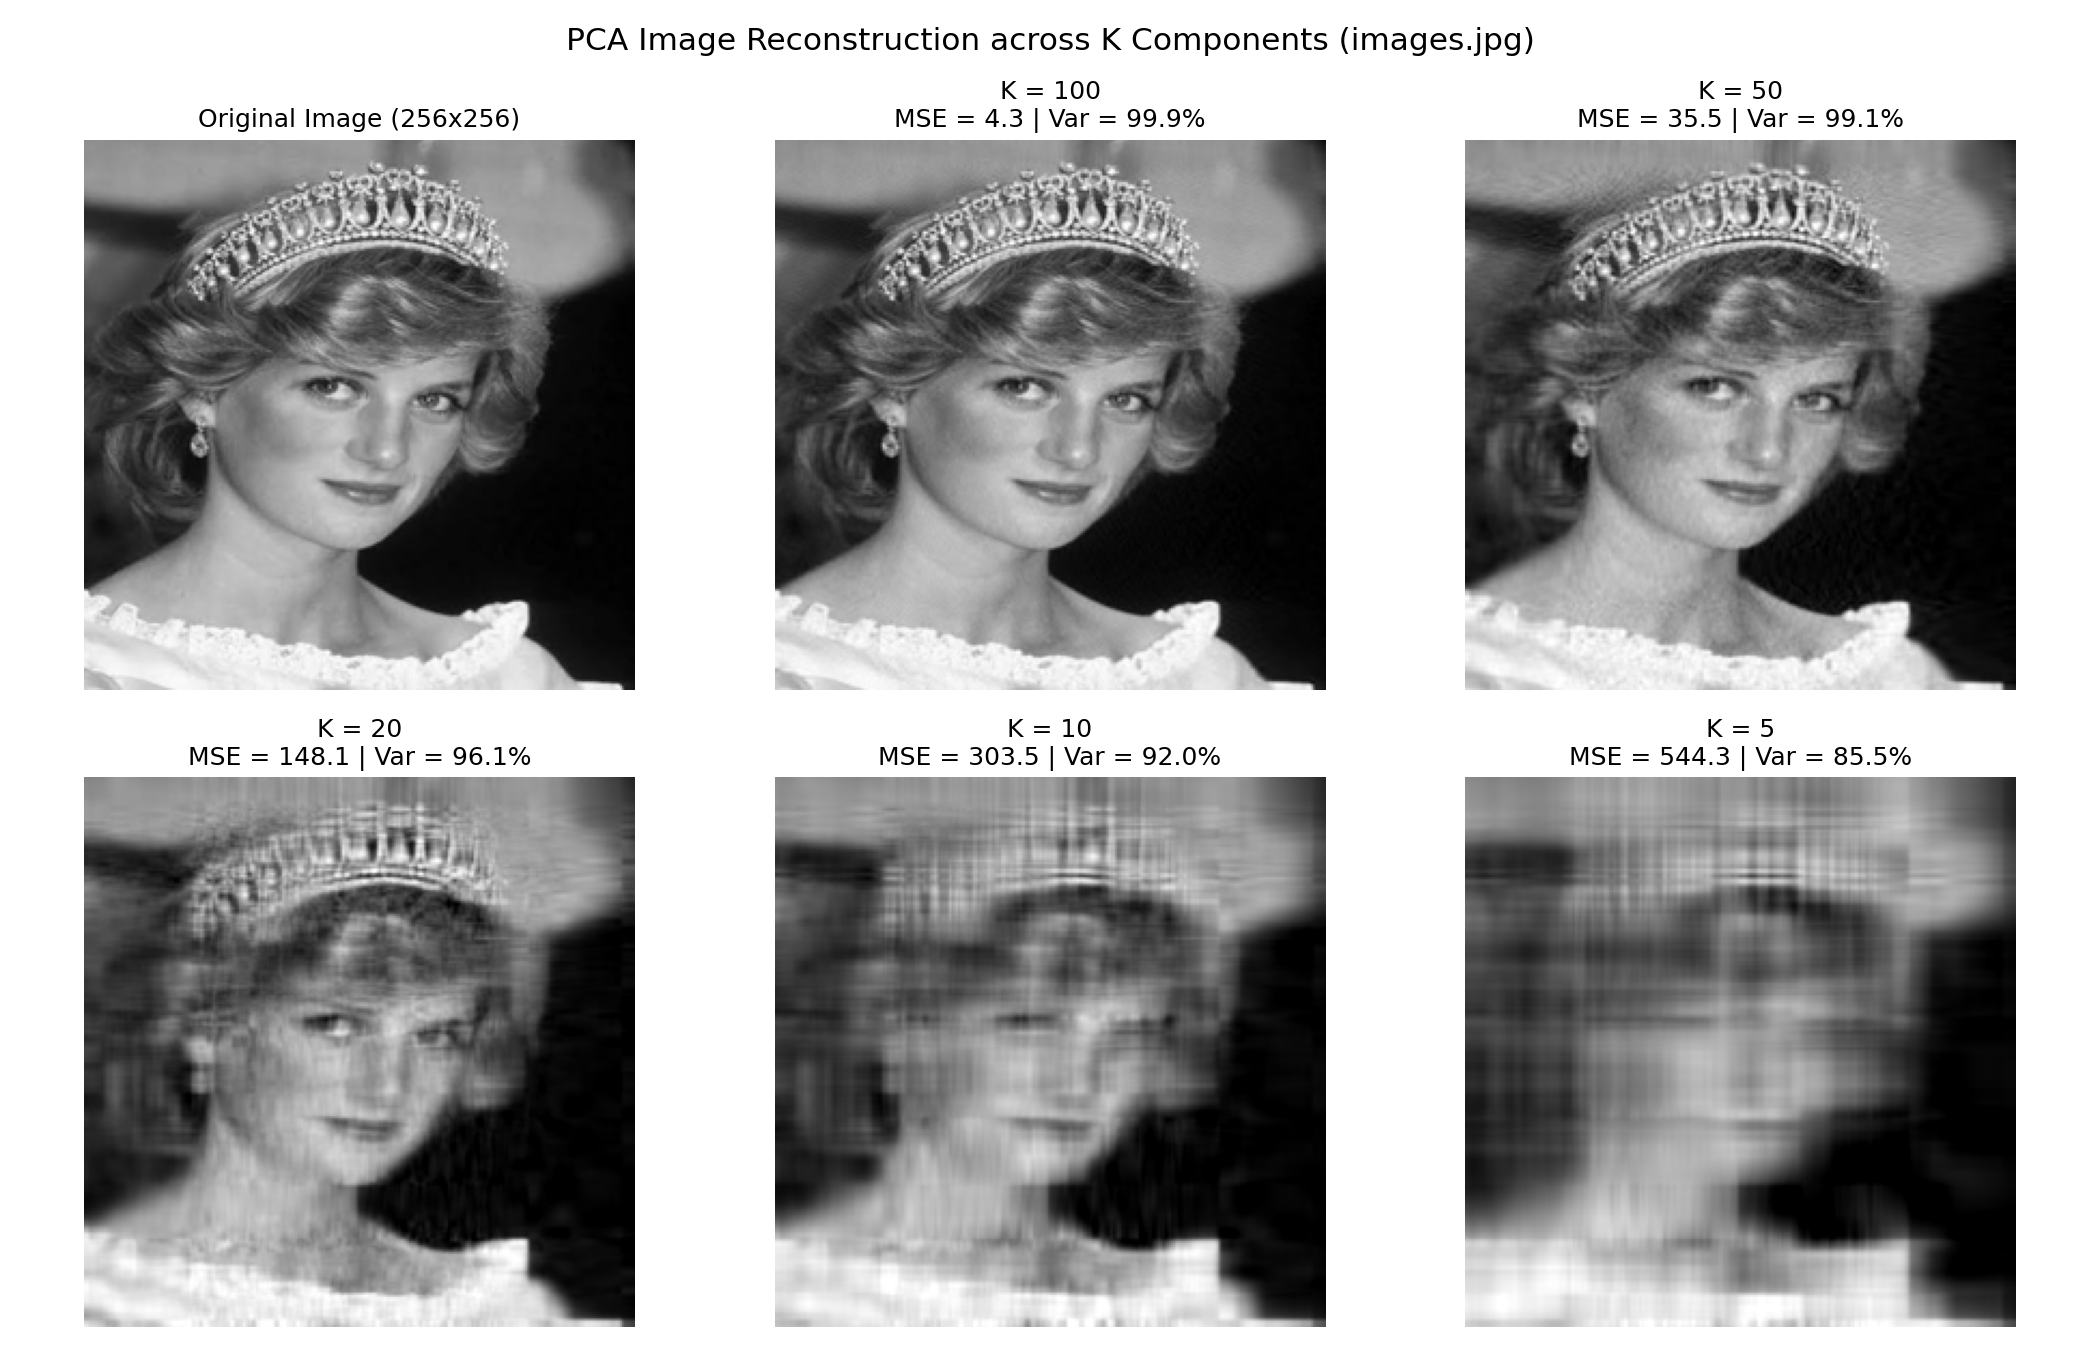 PCA Image Reconstruction across K Components (images.jpg)
Original Image (256x256)
K = 100
MSE = 4.3 | Var = 99.9%
K = 50
MSE = 35.5 | Var = 99.1%
K = 20
MSE = 148.1 | Var = 96.1%
K = 10
MSE = 303.5 | Var = 92.0%
K = 5
MSE = 544.3 | Var = 85.5%